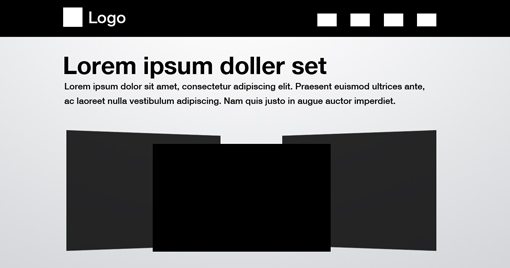 Logo
Lorem ipsum doller set
Lorem ipsum dolor sit amet, consectetur adipiscing elit. Praesent euismod ultrices ante,
ac laoreet nulla vestibulum adipiscing. Nam quis justo in augue auctor imperdiet.